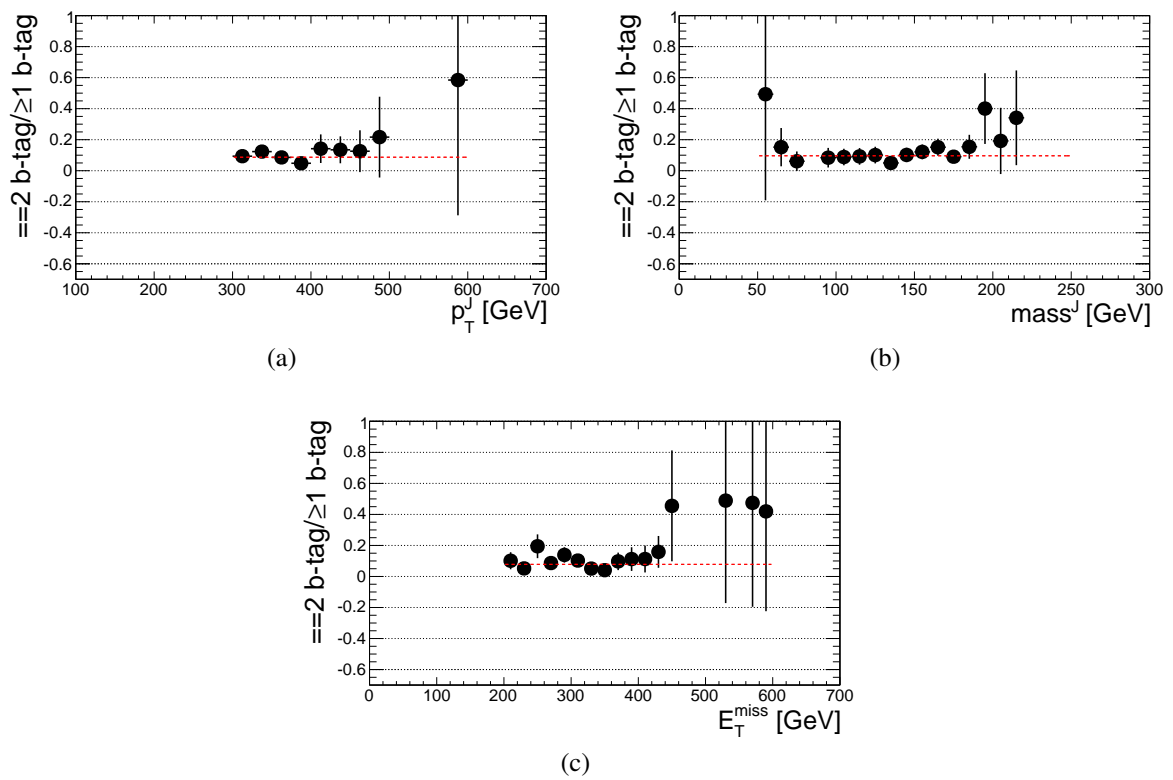 ==2 b-tag/≥1 b-tag
1
0.8
0.6
0.4
0.2
0
-0.2
-0.4
-0.6
100 200 300 400 500 600 700
p_T^J [GeV]
(a)
==2 b-tag/≥1 b-tag
1
0.8
0.6
0.4
0.2
0
-0.2
-0.4
-0.6
0 50 100 150 200 250 300
mass^J [GeV]
(b)
==2 b-tag/≥1 b-tag
1
0.8
0.6
0.4
0.2
0
-0.2
-0.4
-0.6
0 100 200 300 400 500 600 700
E_T^miss [GeV]
(c)